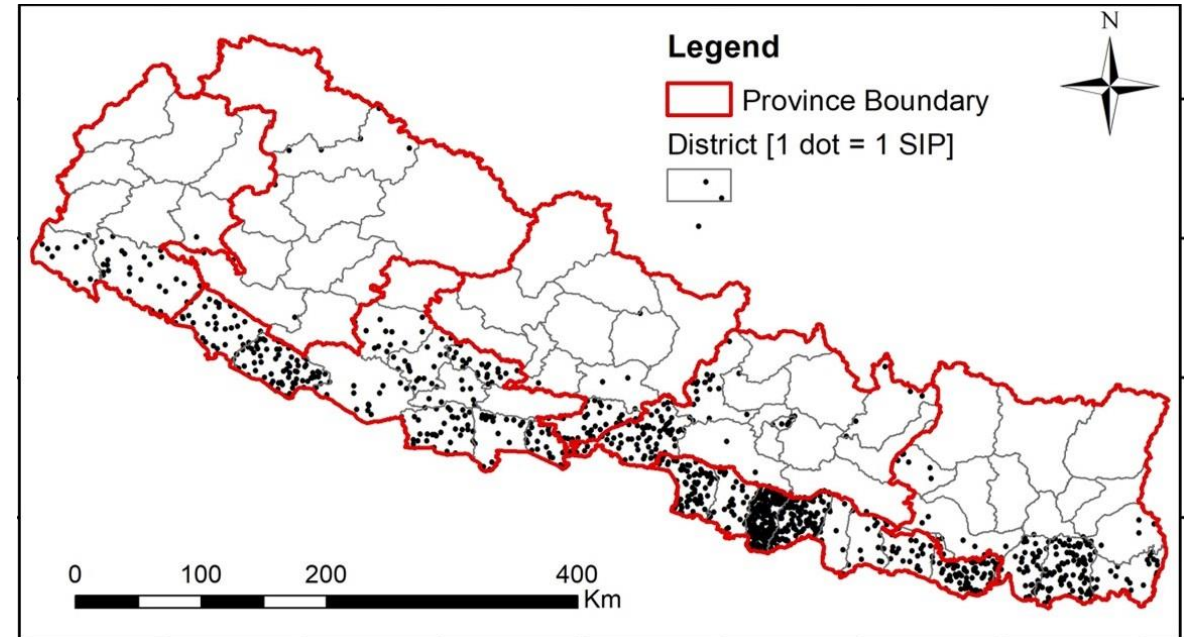 N
Legend
Province Boundary
District [1 dot = 1 SIP]
0 100 200 400
Km